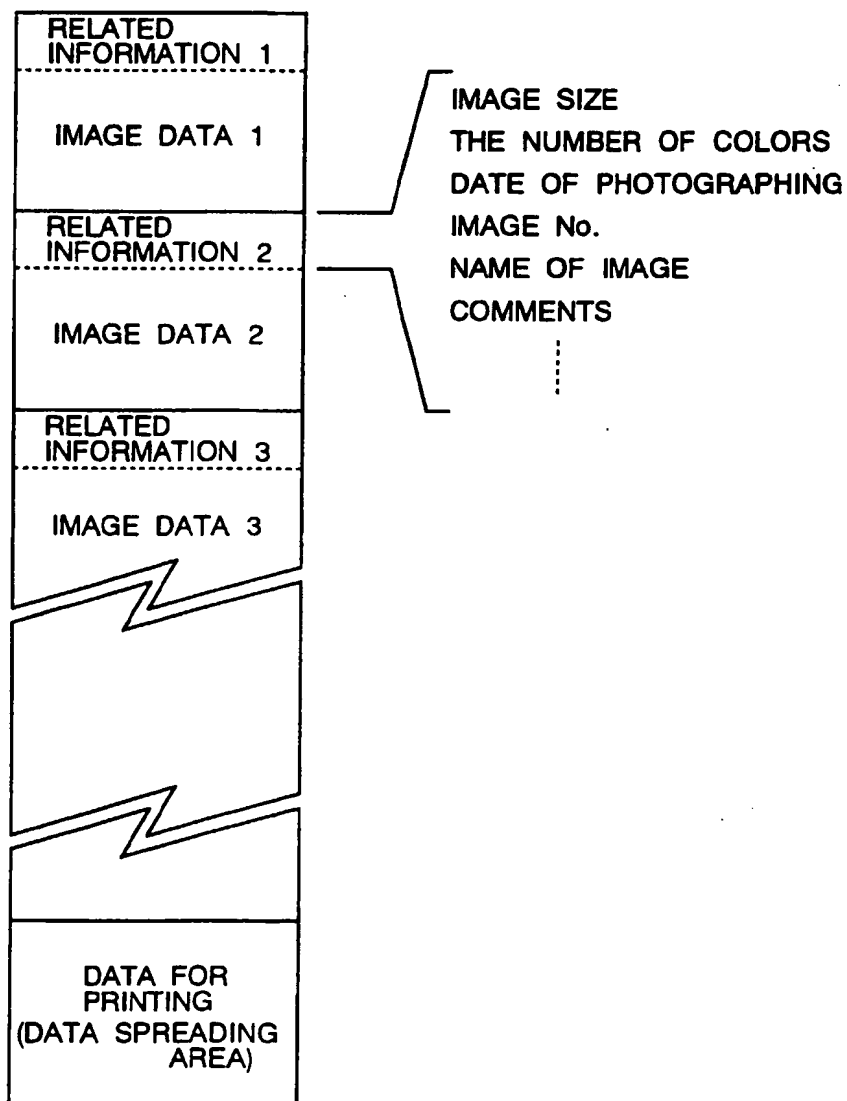 RELATED
INFORMATION 1
IMAGE DATA 1
RELATED
INFORMATION 2
IMAGE DATA 2
RELATED
INFORMATION 3
IMAGE DATA 3
IMAGE SIZE
THE NUMBER OF COLORS
DATE OF PHOTOGRAPHING
IMAGE No.
NAME OF IMAGE
COMMENTS
DATA FOR
PRINTING
(DATA SPREADING
AREA)